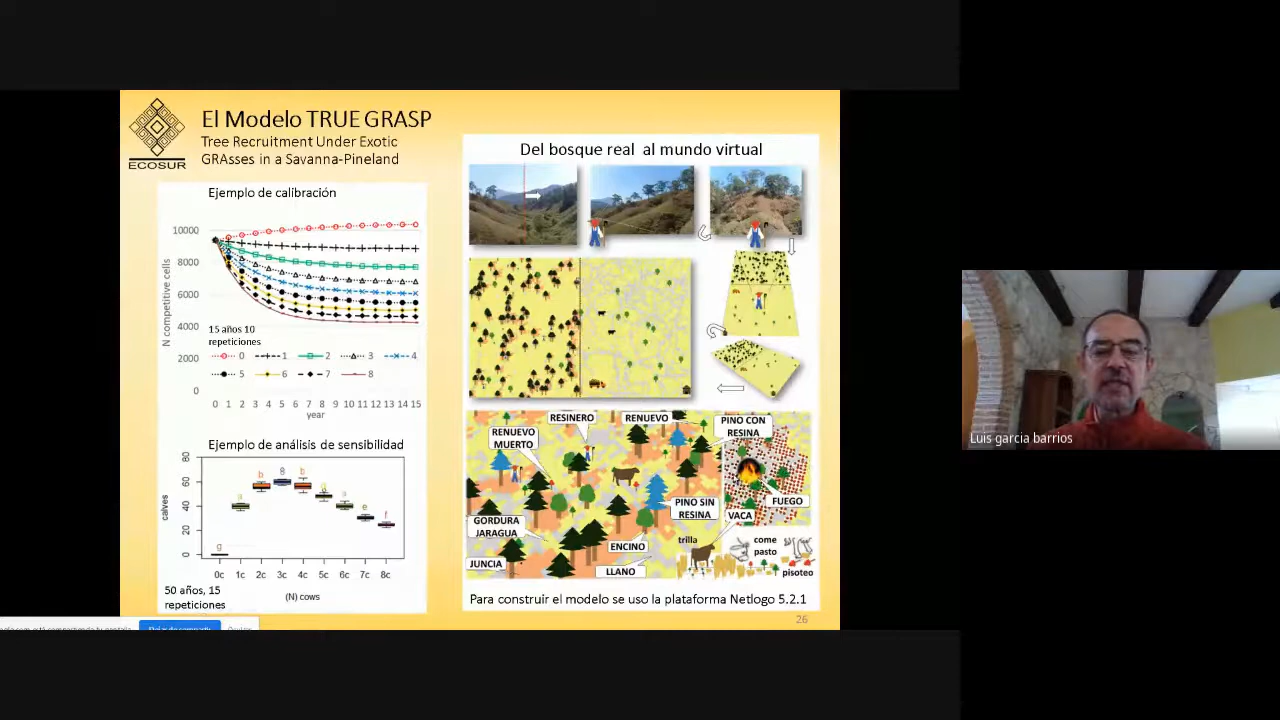 El Modelo TRUE GRASP
Tree Recruitment Under Exotic
GRAsses in a Savanna-Pineland
ECOSUR
Ejemplo de calibración
10000
8000
6000
4000
2000
0
N competitive cells
15 años 10
repeticiones
0 1 2 3 4
5 6 7 8
0 1 2 3 4 5 6 7 8 9 10 11 12 13 14 15
year
Ejemplo de análisis de sensibilidad
80
60
40
20
0
calves
g a b g b d a e f
0c 1c 2c 3c 4c 5c 6c 7c 8c
(N) cows
50 años, 15
repeticiones
Del bosque real al mundo virtual
RESINERO
RENUEVO
PINO CON
RESINA
RENUEVO
MUERTO
FUEGO
PINO SIN
RESINA
VACA
GORDURA
JARAGUA
ENCINO
trilla
come
pasto
JUNCIA
LLANO
pisoteo
Para construir el modelo se uso la plataforma Netlogo 5.2.1
26
Luis garcia barrios